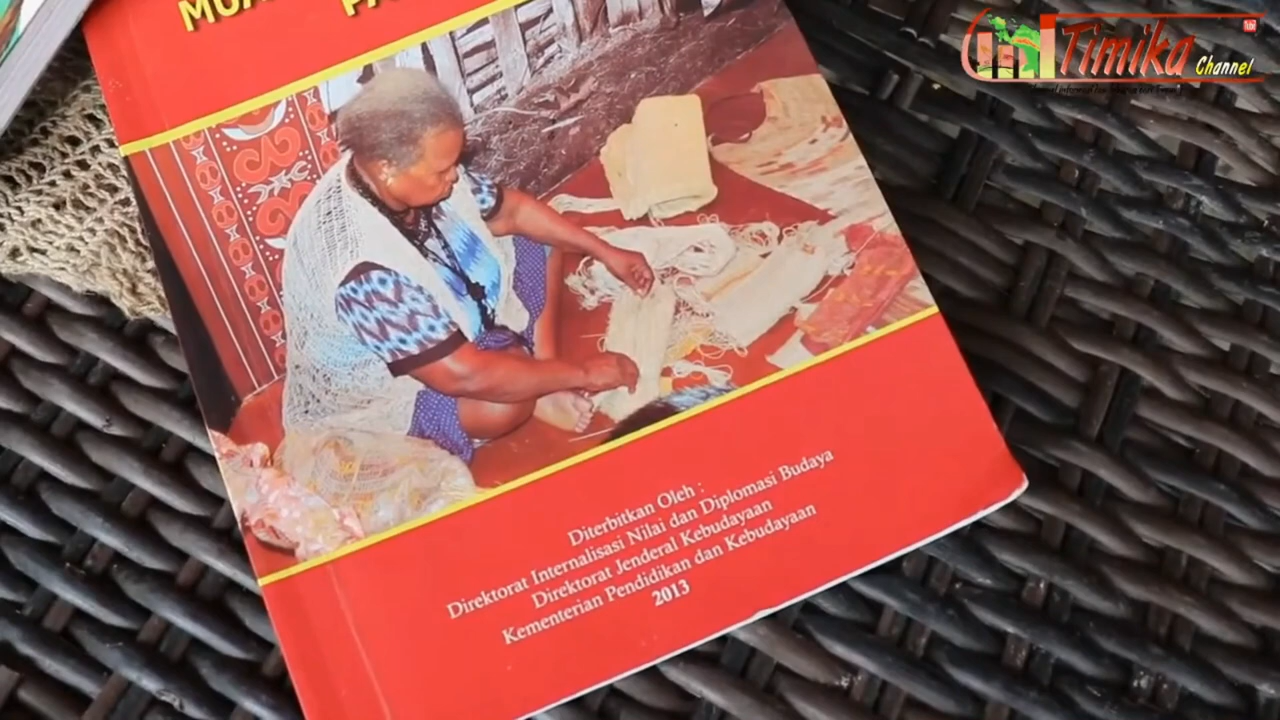 Timika
Channel
Diterbitkan Oleh :
Direktorat Internalisasi Nilai dan Diplomasi Budaya
Direktorat Jenderal Kebudayaan
Kementerian Pendidikan dan Kebudayaan
2013